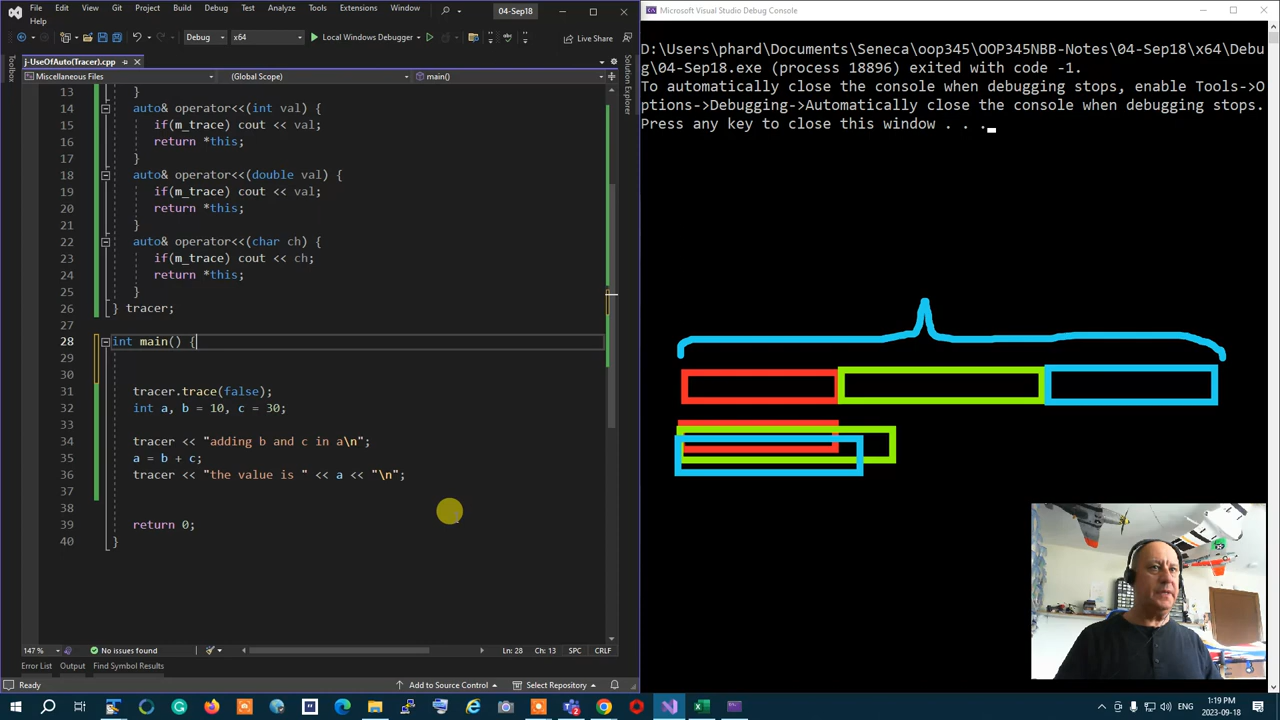 File Edit View Git Project Build Debug Test Analyze Tools Extensions Window Help 04-Sep18
Debug x64 Local Windows Debugger Live Share
j-UseOfAuto(Tracer).cpp
Miscellaneous Files (Global Scope) main()
Toolbox
Solution Explorer
13 }
14 auto& operator<<(int val) {
15 if(m_trace) cout << val;
16 return *this;
17 }
18 auto& operator<<(double val) {
19 if(m_trace) cout << val;
20 return *this;
21 }
22 auto& operator<<(char ch) {
23 if(m_trace) cout << ch;
24 return *this;
25 }
26 } tracer;
27
28 int main() {
29
30
31 tracer.trace(false);
32 int a, b = 10, c = 30;
33
34 tracer << "adding b and c in a\n";
35 a = b + c;
36 tracer << "the value is " << a << "\n";
37
38
39 return 0;
40 }
147 % No issues found Ln: 28 Ch: 13 SPC CRLF
Error List Output Find Symbol Results
Ready Add to Source Control Select Repository
Microsoft Visual Studio Debug Console
D:\Users\phard\Documents\Seneca\oop345\OOP345NBB-Notes\04-Sep18\x64\Debu
g\04-Sep18.exe (process 18896) exited with code -1.
To automatically close the console when debugging stops, enable Tools->O
ptions->Debugging->Automatically close the console when debugging stops.
Press any key to close this window . . .
ENG
1:19 PM
2023-09-18